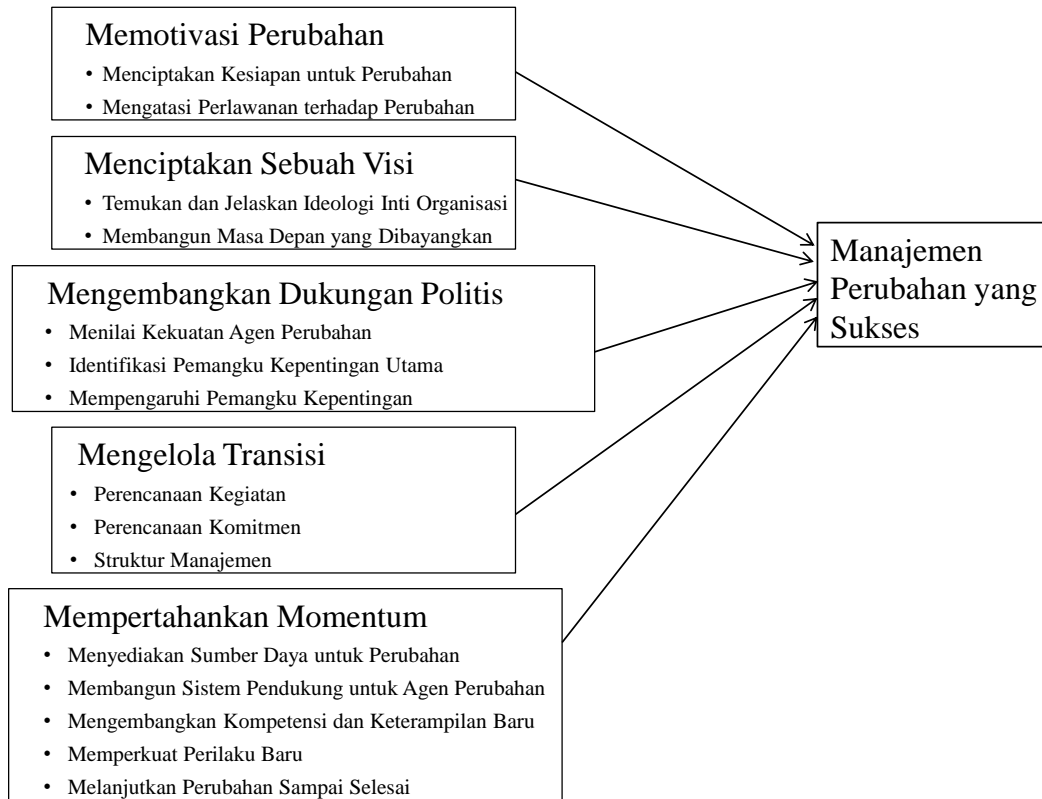 Memotivasi Perubahan
• Menciptakan Kesiapan untuk Perubahan
• Mengatasi Perlawanan terhadap Perubahan
Menciptakan Sebuah Visi
• Temukan dan Jelaskan Ideologi Inti Organisasi
• Membangun Masa Depan yang Dibayangkan
Mengembangkan Dukungan Politis
• Menilai Kekuatan Agen Perubahan
• Identifikasi Pemangku Kepentingan Utama
• Mempengaruhi Pemangku Kepentingan
Mengelola Transisi
• Perencanaan Kegiatan
• Perencanaan Komitmen
• Struktur Manajemen
Mempertahankan Momentum
• Menyediakan Sumber Daya untuk Perubahan
• Membangun Sistem Pendukung untuk Agen Perubahan
• Mengembangkan Kompetensi dan Keterampilan Baru
• Memperkuat Perilaku Baru
• Melanjutkan Perubahan Sampai Selesai
Manajemen
Perubahan yang
Sukses